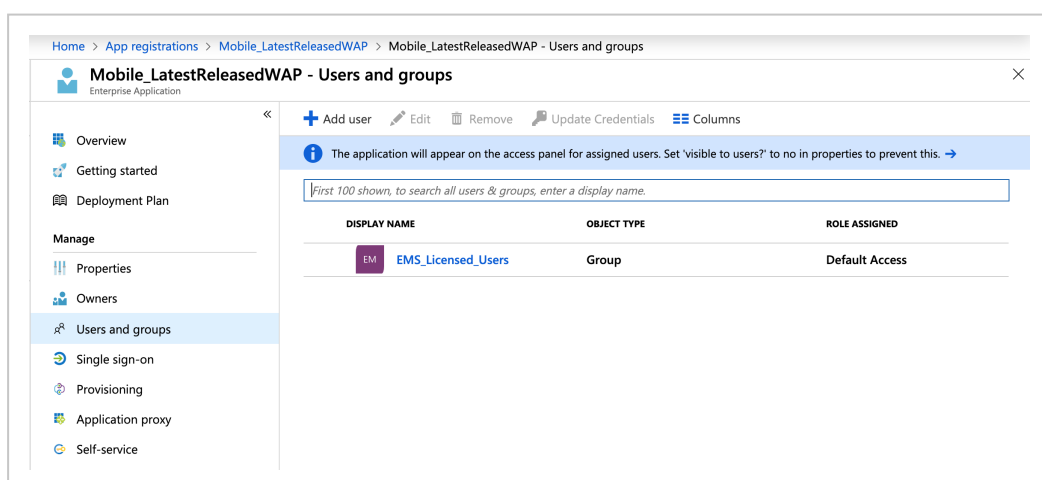 Home > App registrations > Mobile_LatestReleasedWAP > Mobile_LatestReleasedWAP - Users and groups
Mobile_LatestReleasedWAP - Users and groups
Enterprise Application
Overview
Getting started
Deployment Plan
Manage
Properties
Owners
Users and groups
Single sign-on
Provisioning
Application proxy
Self-service
Add user Edit Remove Update Credentials Columns
The application will appear on the access panel for assigned users. Set 'visible to users?' to no in properties to prevent this. →
First 100 shown, to search all users & groups, enter a display name.
DISPLAY NAME OBJECT TYPE ROLE ASSIGNED
EM EMS_Licensed_Users Group Default Access